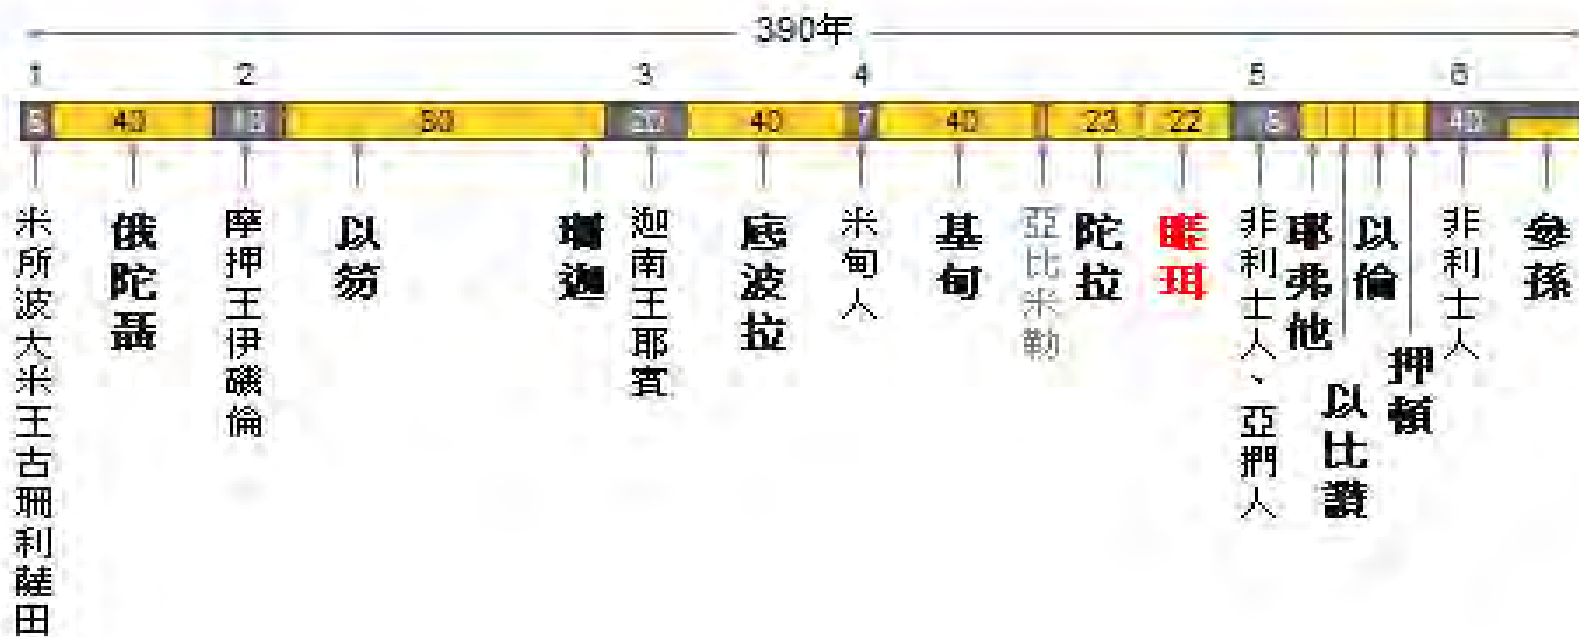 390年
1 2 3 4 5 6
8 40 18 80 20 40 7 40 23 22 18 40
米所波大米王古珊利薩田
俄陀聶
摩押王伊磯倫
以笏
珊迦
迦南王耶賓
底波拉
米甸人
基甸
亞比米勒
陀拉
睚珥
非利士人、亞捫人
耶弗他
以比讚
以倫
押頓
非利士人
參孫